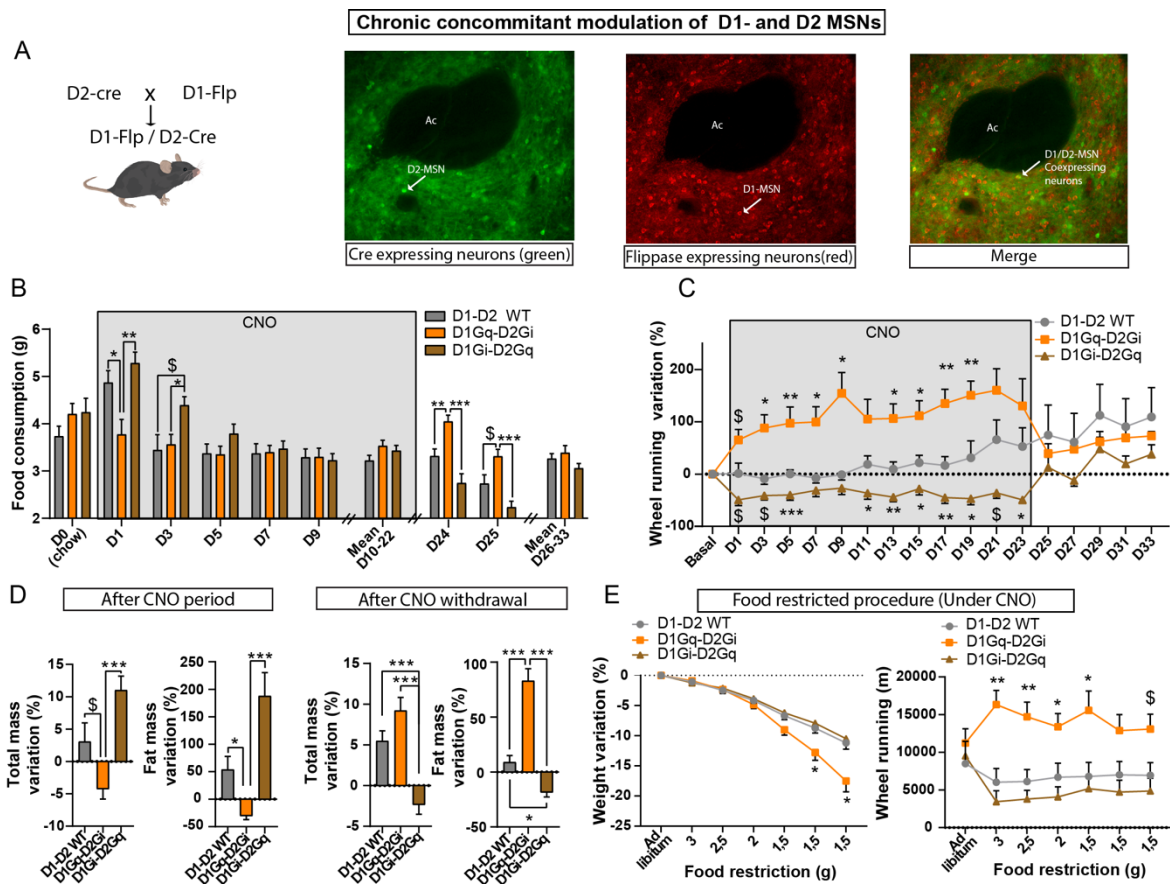 Chronic concommitant modulation of D1- and D2 MSNs
A
D2-cre x D1-Flp
D1-Flp / D2-Cre
Ac
D2-MSN
Cre expressing neurons (green)
Ac
D1-MSN
Flippase expressing neurons(red)
Ac
D1/D2-MSN
Coexpressing
neurons
Merge
B
Food consumption (g)
6
5
4
3
2
CNO
D1-D2 WT
D1Gq-D2Gi
D1Gi-D2Gq
* ** $ * ** *** $ ***
D0 (chow) D1 D3 D5 D7 D9 Mean D10-22 D24 D25 Mean D26-33
C
Wheel running variation (%)
200
100
0
-100
CNO
D1-D2 WT
D1Gq-D2Gi
D1Gi-D2Gq
$ * ** * * * * ** **
$ $ *** * ** * ** * $ *
Basal D1 D3 D5 D7 D9 D11 D13 D15 D17 D19 D21 D23 D25 D27 D29 D31 D33
D
After CNO period
Total mass variation (%)
15
10
5
0
-5
-10
$ ***
D1-D2 WT D1Gq-D2Gi D1Gi-D2Gq
Fat mass variation (%)
250
200
150
100
50
0
-50
* ***
D1-D2 WT D1Gq-D2Gi D1Gi-D2Gq
After CNO withdrawal
Total mass variation (%)
15
10
5
0
-5
*** ***
D1-D2 WT D1Gq-D2Gi D1Gi-D2Gq
Fat mass variation (%)
100
50
0
-50
*** *** *
D1-D2 WT D1Gq-D2Gi D1Gi-D2Gq
E
Food restricted procedure (Under CNO)
D1-D2 WT
D1Gq-D2Gi
D1Gi-D2Gq
Weight variation (%)
5
0
-5
-10
-15
-20
-25
-30
* *
Ad libitum 3 2,5 2 1,5 1,5 1,5
Food restriction (g)
D1-D2 WT
D1Gq-D2Gi
D1Gi-D2Gq
Wheel running (m)
20000
15000
10000
5000
0
** ** * * $
Ad libitum 3 2,5 2 1,5 1,5 1,5
Food restriction (g)